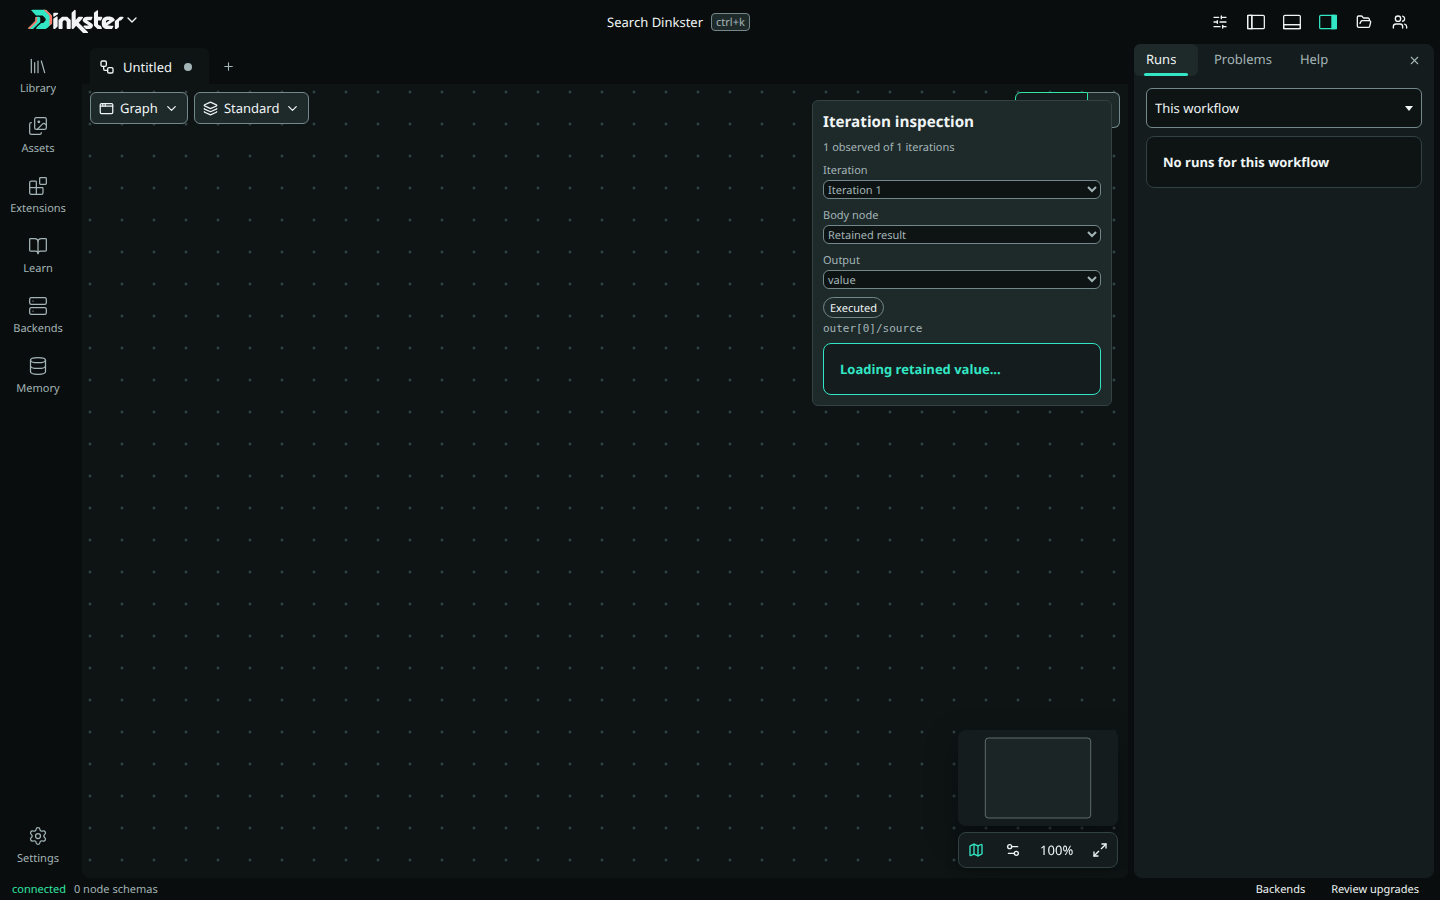 Dinkster
Search Dinkster ctrl+k
Library
Assets
Extensions
Learn
Backends
Memory
Settings
Untitled
Graph
Standard
Iteration inspection
1 observed of 1 iterations
Iteration
Iteration 1
Body node
Retained result
Output
value
Executed
outer[0]/source
Loading retained value...
100%
Runs Problems Help
This workflow
No runs for this workflow
connected 0 node schemas
Backends Review upgrades